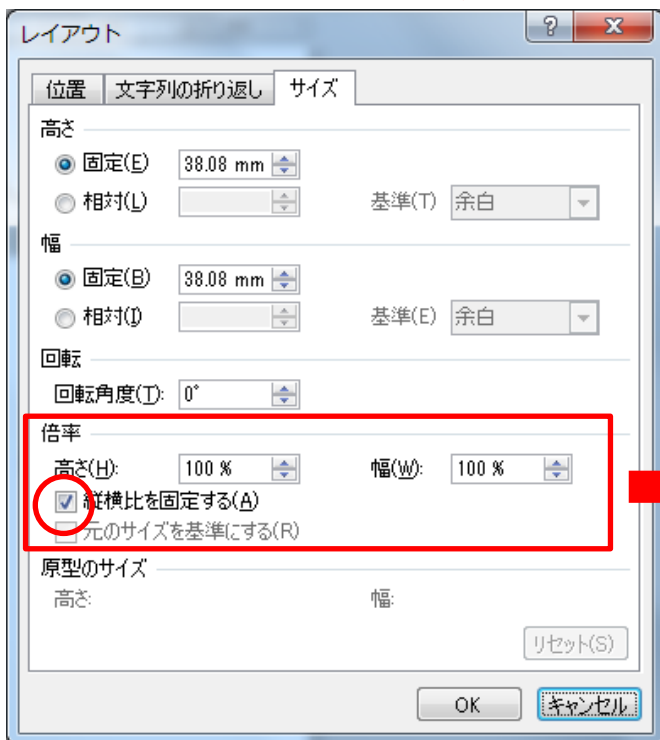 レイアウト
位置 文字列の折り返し サイズ
高さ
固定(E) 38.08 mm
相対(L) 基準(T) 余白
幅
固定(B) 38.08 mm
相対(I) 基準(E) 余白
回転
回転角度(T): 0°
倍率
高さ(H): 100 % 幅(W): 100 %
縦横比を固定する(A)
元のサイズを基準にする(R)
原型のサイズ
高さ: 幅:
リセット(S)
OK キャンセル